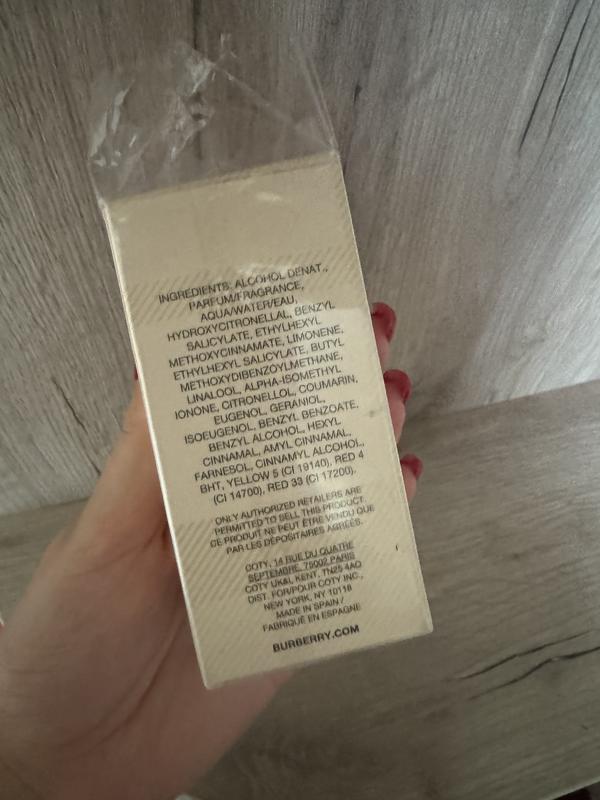 INGREDIENTS: ALCOHOL DENAT.,
PARFUM/FRAGRANCE,
AQUA/WATER/EAU,
HYDROXYCITRONELLAL, BENZYL
SALICYLATE, ETHYLHEXYL
METHOXYCINNAMATE, LIMONENE,
ETHYLHEXYL SALICYLATE, BUTYL
METHOXYDIBENZOYLMETHANE,
LINALOOL, ALPHA-ISOMETHYL
IONONE, CITRONELLOL, COUMARIN,
EUGENOL, GERANIOL,
ISOEUGENOL, BENZYL BENZOATE,
BENZYL ALCOHOL, HEXYL
CINNAMAL, AMYL CINNAMAL,
FARNESOL, CINNAMYL ALCOHOL,
BHT, YELLOW 5 (CI 19140), RED 4
(CI 14700), RED 33 (CI 17200).
ONLY AUTHORIZED RETAILERS ARE
PERMITTED TO SELL THIS PRODUCT.
CE PRODUIT NE PEUT ÊTRE VENDU QUE
PAR LES DÉPOSITAIRES AGRÉÉS.
COTY, 14 RUE DU QUATRE
SEPTEMBRE, 75002 PARIS
COTY UK&I, KENT, TN25 4AQ
DIST. FOR/POUR COTY INC.,
NEW YORK, NY 10118
MADE IN SPAIN /
FABRIQUÉ EN ESPAGNE
BURBERRY.COM